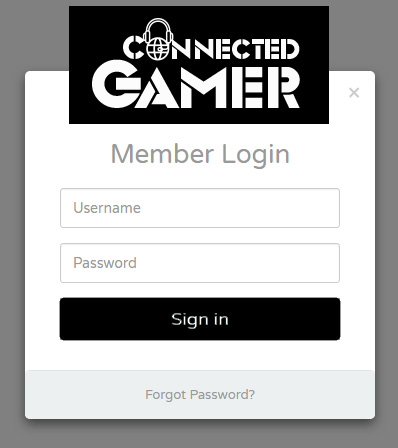 CONNECTED
GAMER
×
Member Login
Username
Password
Sign in
Forgot Password?